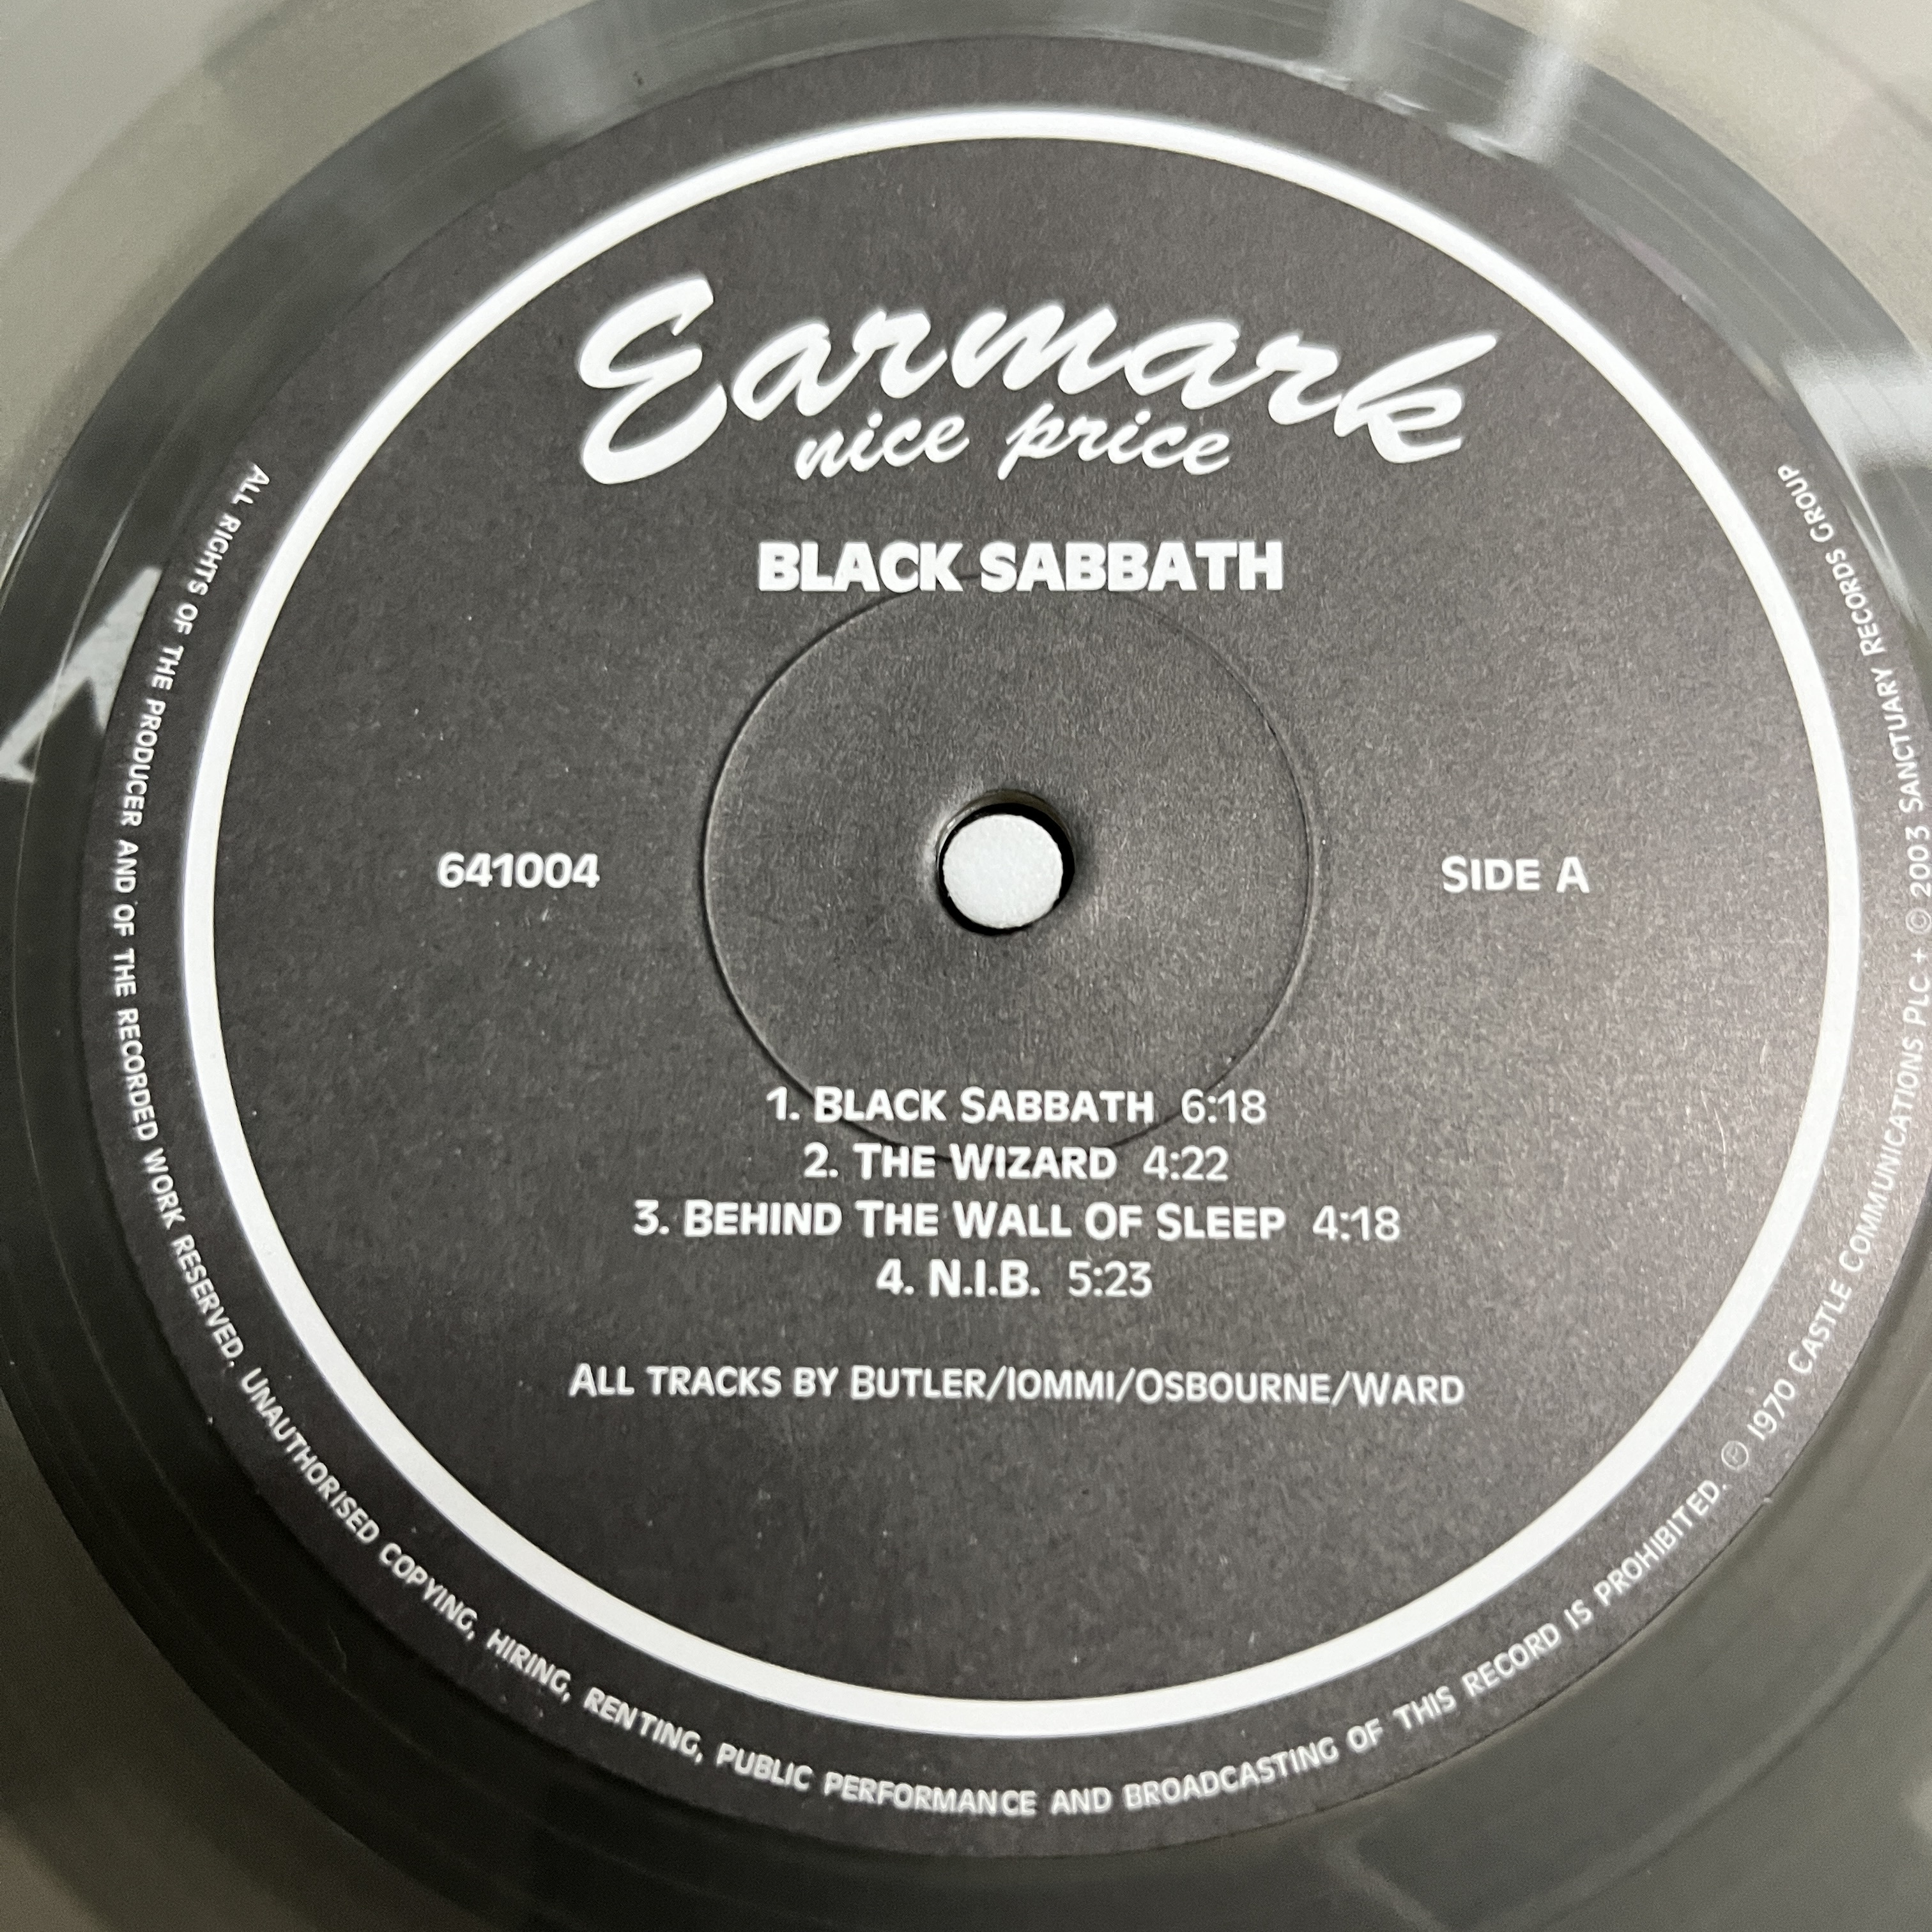 Earmark
nice price
BLACK SABBATH
641004
SIDE A
1. BLACK SABBATH 6:18
2. THE WIZARD 4:22
3. BEHIND THE WALL OF SLEEP 4:18
4. N.I.B. 5:23
ALL TRACKS BY BUTLER/IOMMI/OSBOURNE/WARD
ALL RIGHTS OF THE PRODUCER AND OF THE RECORDED WORK RESERVED. UNAUTHORISED COPYING, HIRING, RENTING, PUBLIC PERFORMANCE AND BROADCASTING OF THIS RECORD IS PROHIBITED. ℗ 1970 CASTLE COMMUNICATIONS PLC + © 2003 SANCTUARY RECORDS GROUP